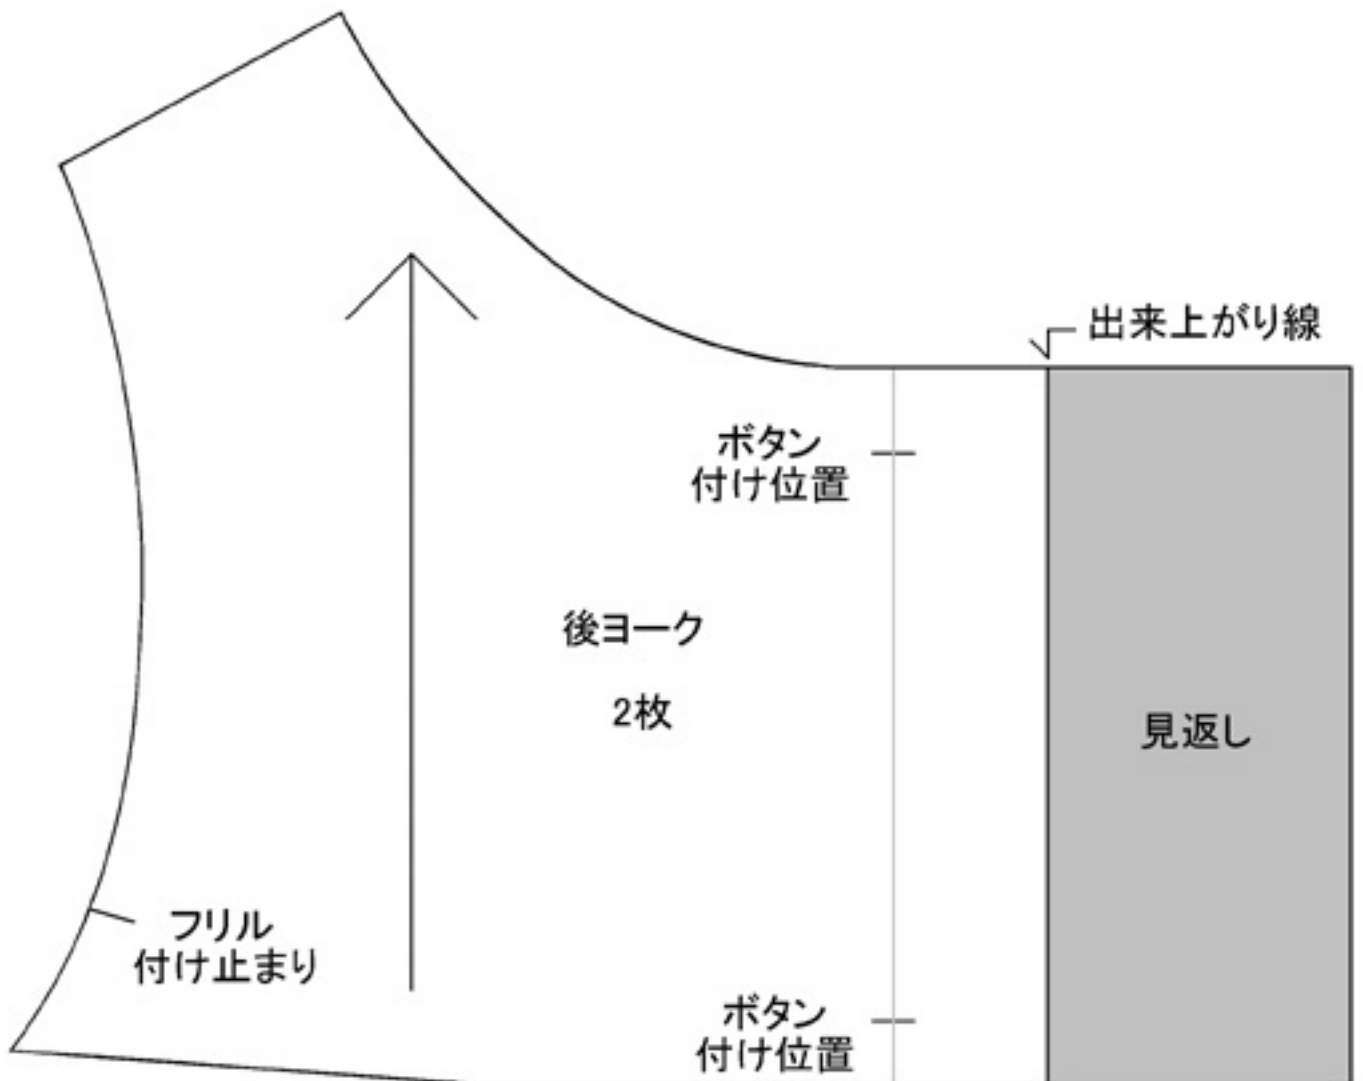 出来上がり線
ボタン
付け位置
後ヨーク
2枚
見返し
フリル
付け止まり
ボタン
付け位置